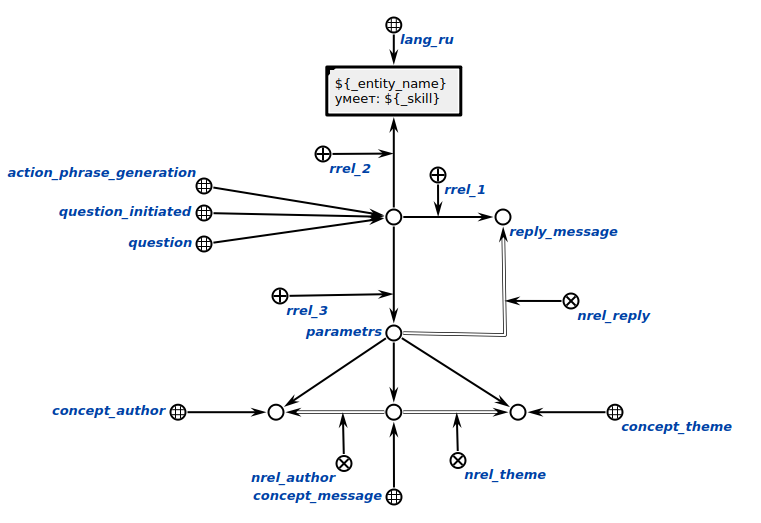 lang_ru
${_entity_name}
умеет: ${_skill}
rrel_2
action_phrase_generation
rrel_1
question_initiated
reply_message
question
nrel_reply
rrel_3
parametrs
concept_author
concept_theme
nrel_author
nrel_theme
concept_message